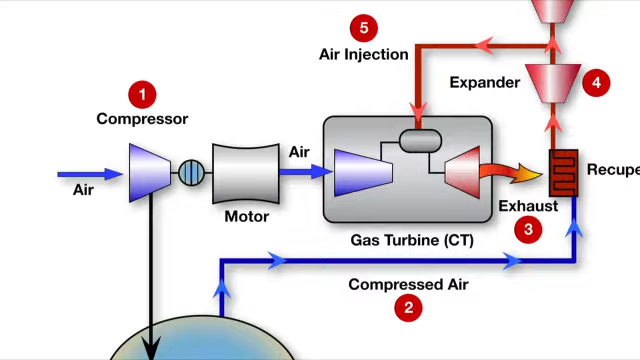 5
Air Injection
Expander
4
1
Compressor
Air
Air
Motor
Recupe
Exhaust
3
Gas Turbine (CT)
Compressed Air
2